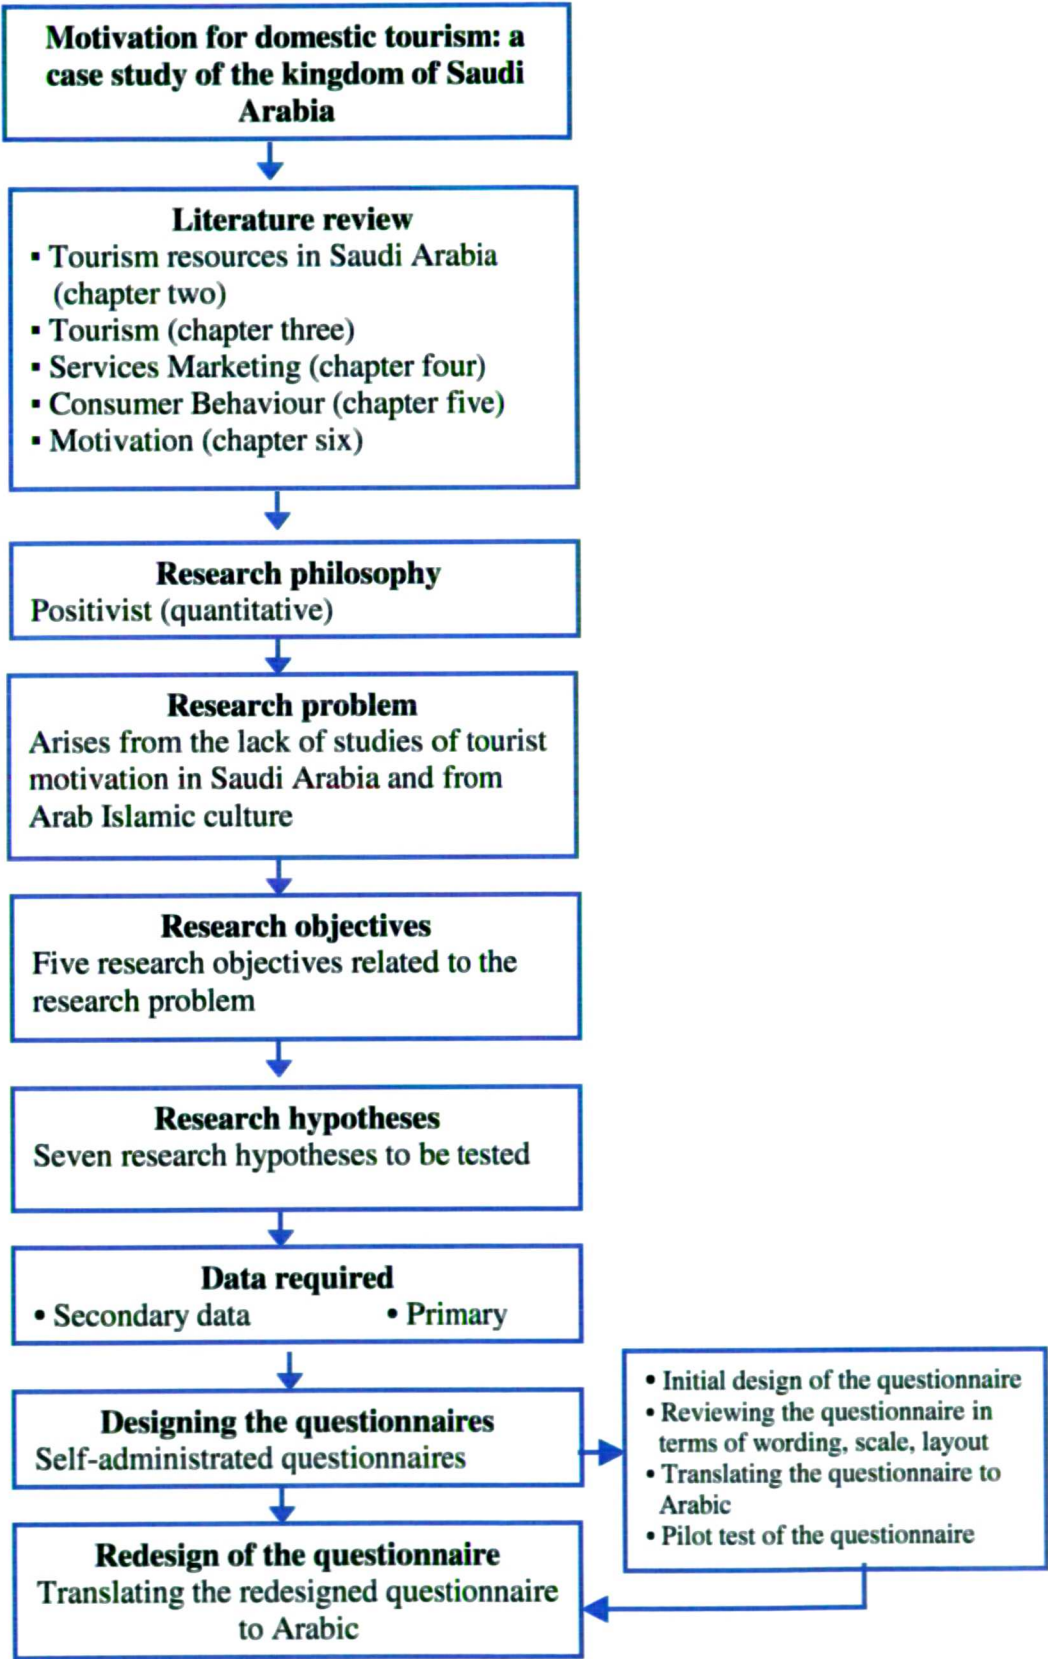 Motivation for domestic tourism: a
case study of the kingdom of Saudi
Arabia
Literature review
▪ Tourism resources in Saudi Arabia
(chapter two)
▪ Tourism (chapter three)
▪ Services Marketing (chapter four)
▪ Consumer Behaviour (chapter five)
▪ Motivation (chapter six)
Research philosophy
Positivist (quantitative)
Research problem
Arises from the lack of studies of tourist
motivation in Saudi Arabia and from
Arab Islamic culture
Research objectives
Five research objectives related to the
research problem
Research hypotheses
Seven research hypotheses to be tested
Data required
• Secondary data • Primary
Designing the questionnaires
Self-administrated questionnaires
• Initial design of the questionnaire
• Reviewing the questionnaire in
terms of wording, scale, layout
• Translating the questionnaire to
Arabic
• Pilot test of the questionnaire
Redesign of the questionnaire
Translating the redesigned questionnaire
to Arabic